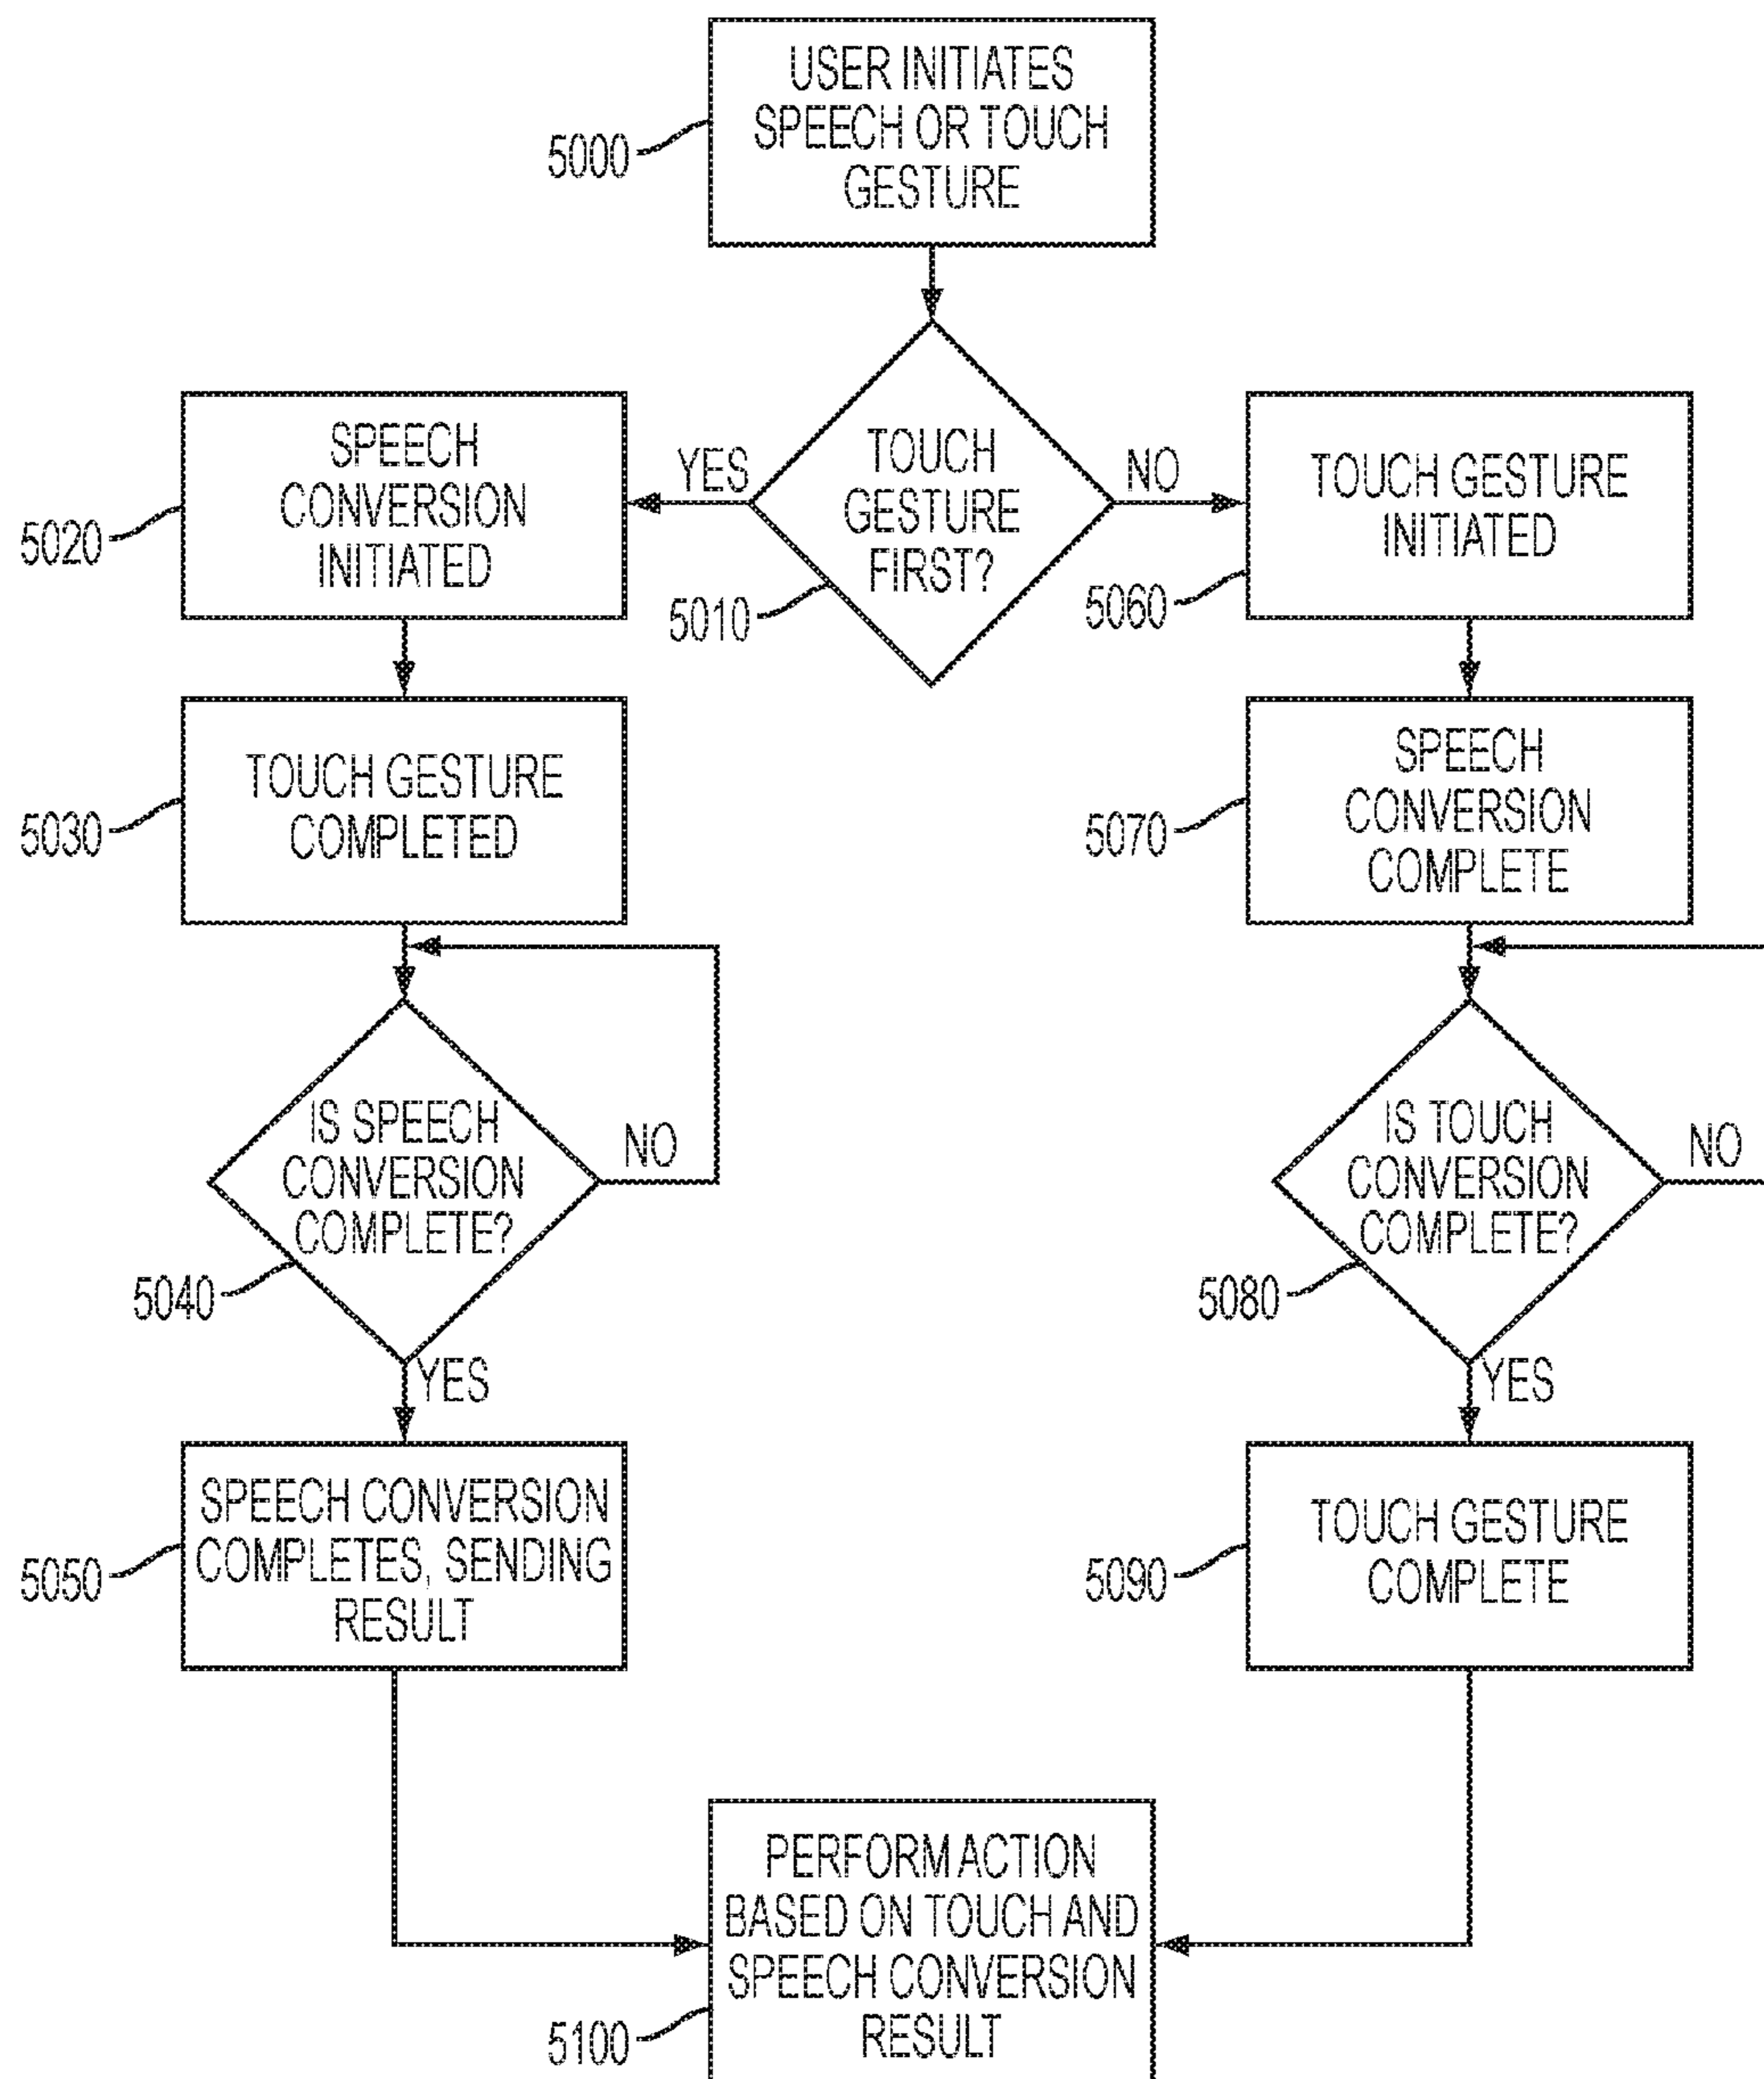 USER INITIATES
SPEECH OR TOUCH
GESTURE
5000
TOUCH
GESTURE
FIRST?
5010
YES
NO
SPEECH
CONVERSION
INITIATED
5020
TOUCH GESTURE
COMPLETED
5030
IS SPEECH
CONVERSION
COMPLETE?
5040
NO
YES
SPEECH CONVERSION
COMPLETES, SENDING
RESULT
5050
TOUCH GESTURE
INITIATED
5060
SPEECH
CONVERSION
COMPLETE
5070
IS TOUCH
CONVERSION
COMPLETE?
5080
NO
YES
TOUCH GESTURE
COMPLETE
5090
PERFORM ACTION
BASED ON TOUCH AND
SPEECH CONVERSION
RESULT
5100